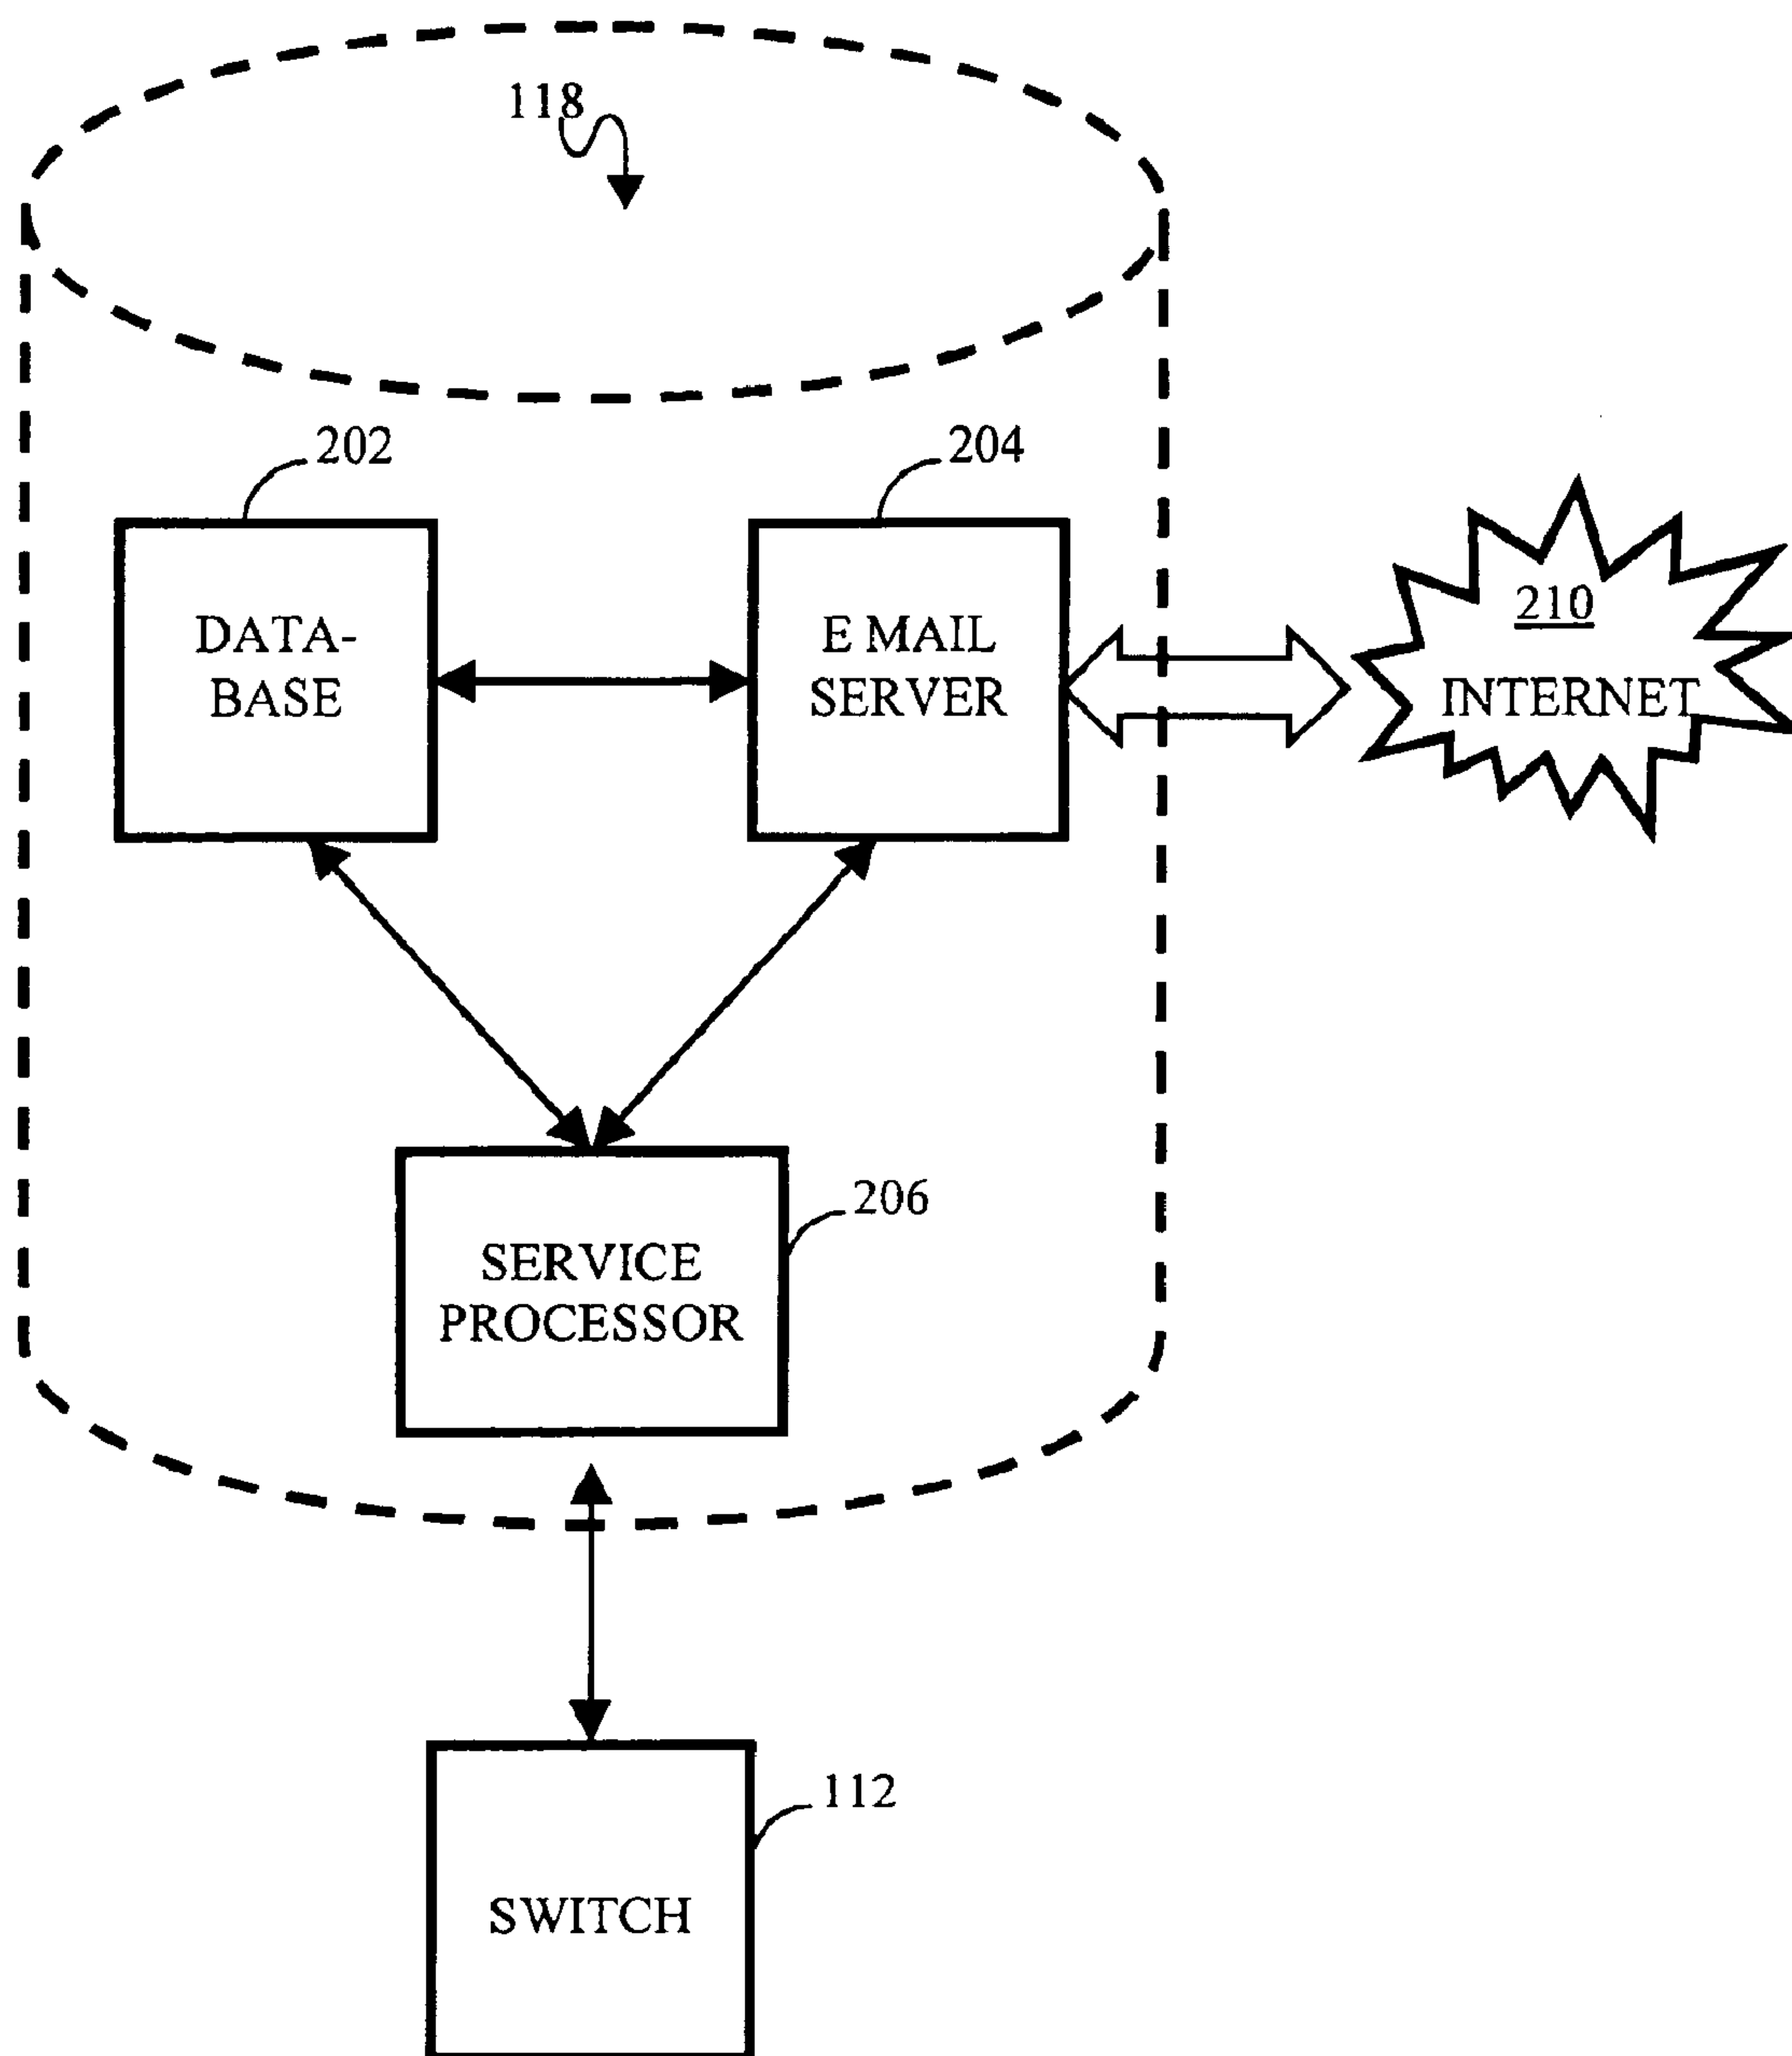 118
202
204
DATA-
BASE
E MAIL
SERVER
210
INTERNET
206
SERVICE
PROCESSOR
112
SWITCH